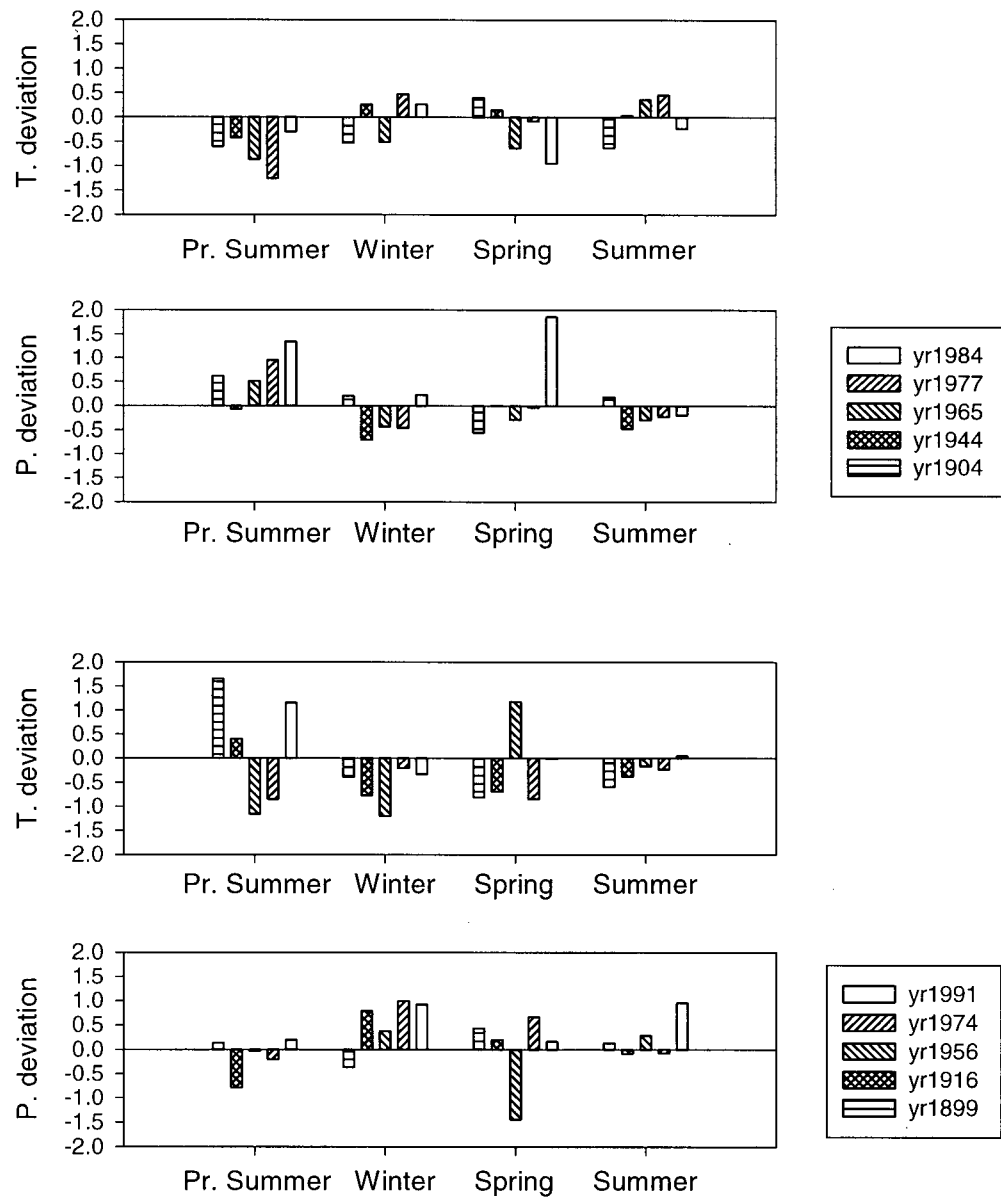 T. deviation
2.0
1.5
1.0
0.5
0.0
-0.5
-1.0
-1.5
-2.0
Pr. Summer Winter Spring Summer
P. deviation
2.0
1.5
1.0
0.5
0.0
-0.5
-1.0
-1.5
-2.0
Pr. Summer Winter Spring Summer
yr1984
yr1977
yr1965
yr1944
yr1904
T. deviation
2.0
1.5
1.0
0.5
0.0
-0.5
-1.0
-1.5
-2.0
Pr. Summer Winter Spring Summer
P. deviation
2.0
1.5
1.0
0.5
0.0
-0.5
-1.0
-1.5
-2.0
Pr. Summer Winter Spring Summer
yr1991
yr1974
yr1956
yr1916
yr1899